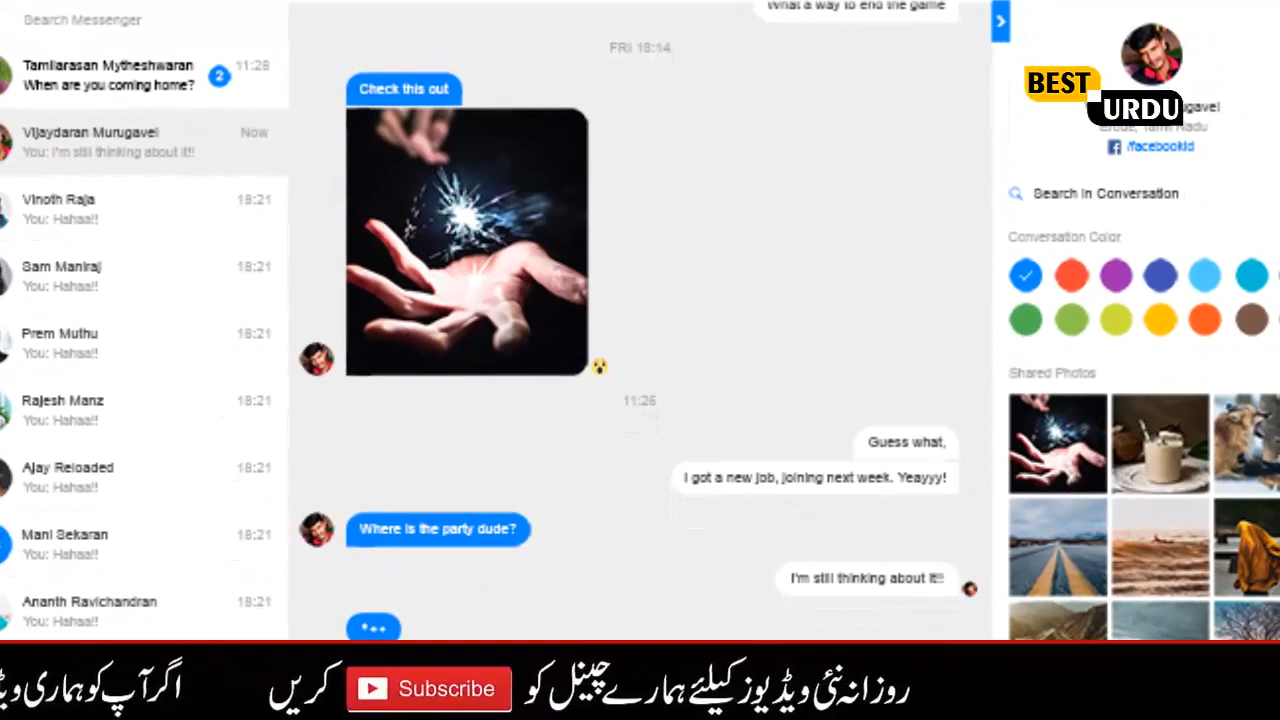 Search Messenger
Tamilarasan Mytheshwaran
11:26
When are you coming home?
2
Vijaydaran Murugavel
Now
You: I'm still thinking about it!!
Vinoth Raja
18:21
You: Hahaa!!
Sam Maniraj
18:21
You: Hahaa!!
Prem Muthu
18:21
You: Hahaa!!
Rajesh Manz
18:21
You: Hahaa!!
Ajay Reloaded
18:21
You: Hahaa!!
Mani Sekaran
18:21
You: Hahaa!!
Ananth Ravichandran
18:21
You: Hahaa!!
What a way to end the game
FRI 18:14
Check this out
11:26
Guess what,
I got a new job, joining next week. Yeayyy!
Where is the party dude?
I'm still thinking about it!!
BEST
URDU
Erode, Tamil Nadu
/facebookid
Search in Conversation
Conversation Color
Shared Photos
روزانہ نئی ویڈیوز کیلئے ہمارے چینل کو Subscribe کریں
اگر آپ کو ہماری